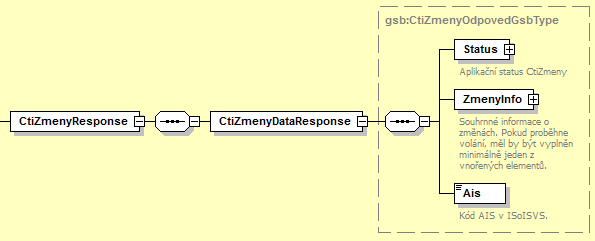 gsb:CtiZmenyOdpovedGsbType
Status
Aplikační status CtiZmeny
CtiZmenyResponse
CtiZmenyDataResponse
ZmenyInfo
Souhrnné informace o
změnách. Pokud proběhne
volání, měl by být vyplněn
minimálně jeden z
vnořených elementů.
Ais
Kód AIS v ISoISVS.